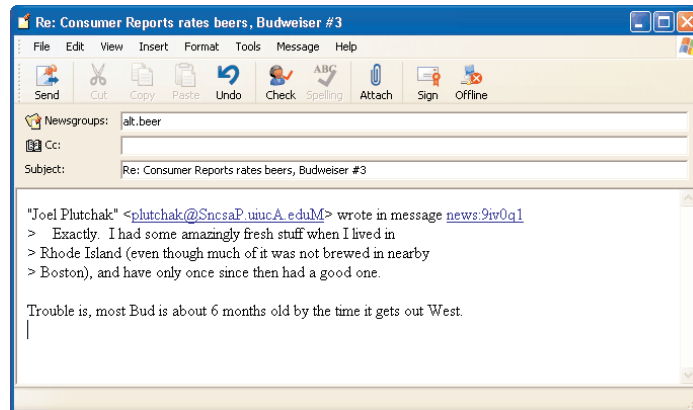 Re: Consumer Reports rates beers, Budweiser #3
File Edit View Insert Format Tools Message Help
Send Cut Copy Paste Undo Check ABC Spelling Attach Sign Offline
Newsgroups: alt.beer
Cc:
Subject: Re: Consumer Reports rates beers, Budweiser #3
"Joel Plutchak" <plutchak@SncsaP.uiucA.eduM> wrote in message news:9iv0q1
> Exactly. I had some amazingly fresh stuff when I lived in
> Rhode Island (even though much of it was not brewed in nearby
> Boston), and have only once since then had a good one.
Trouble is, most Bud is about 6 months old by the time it gets out West.